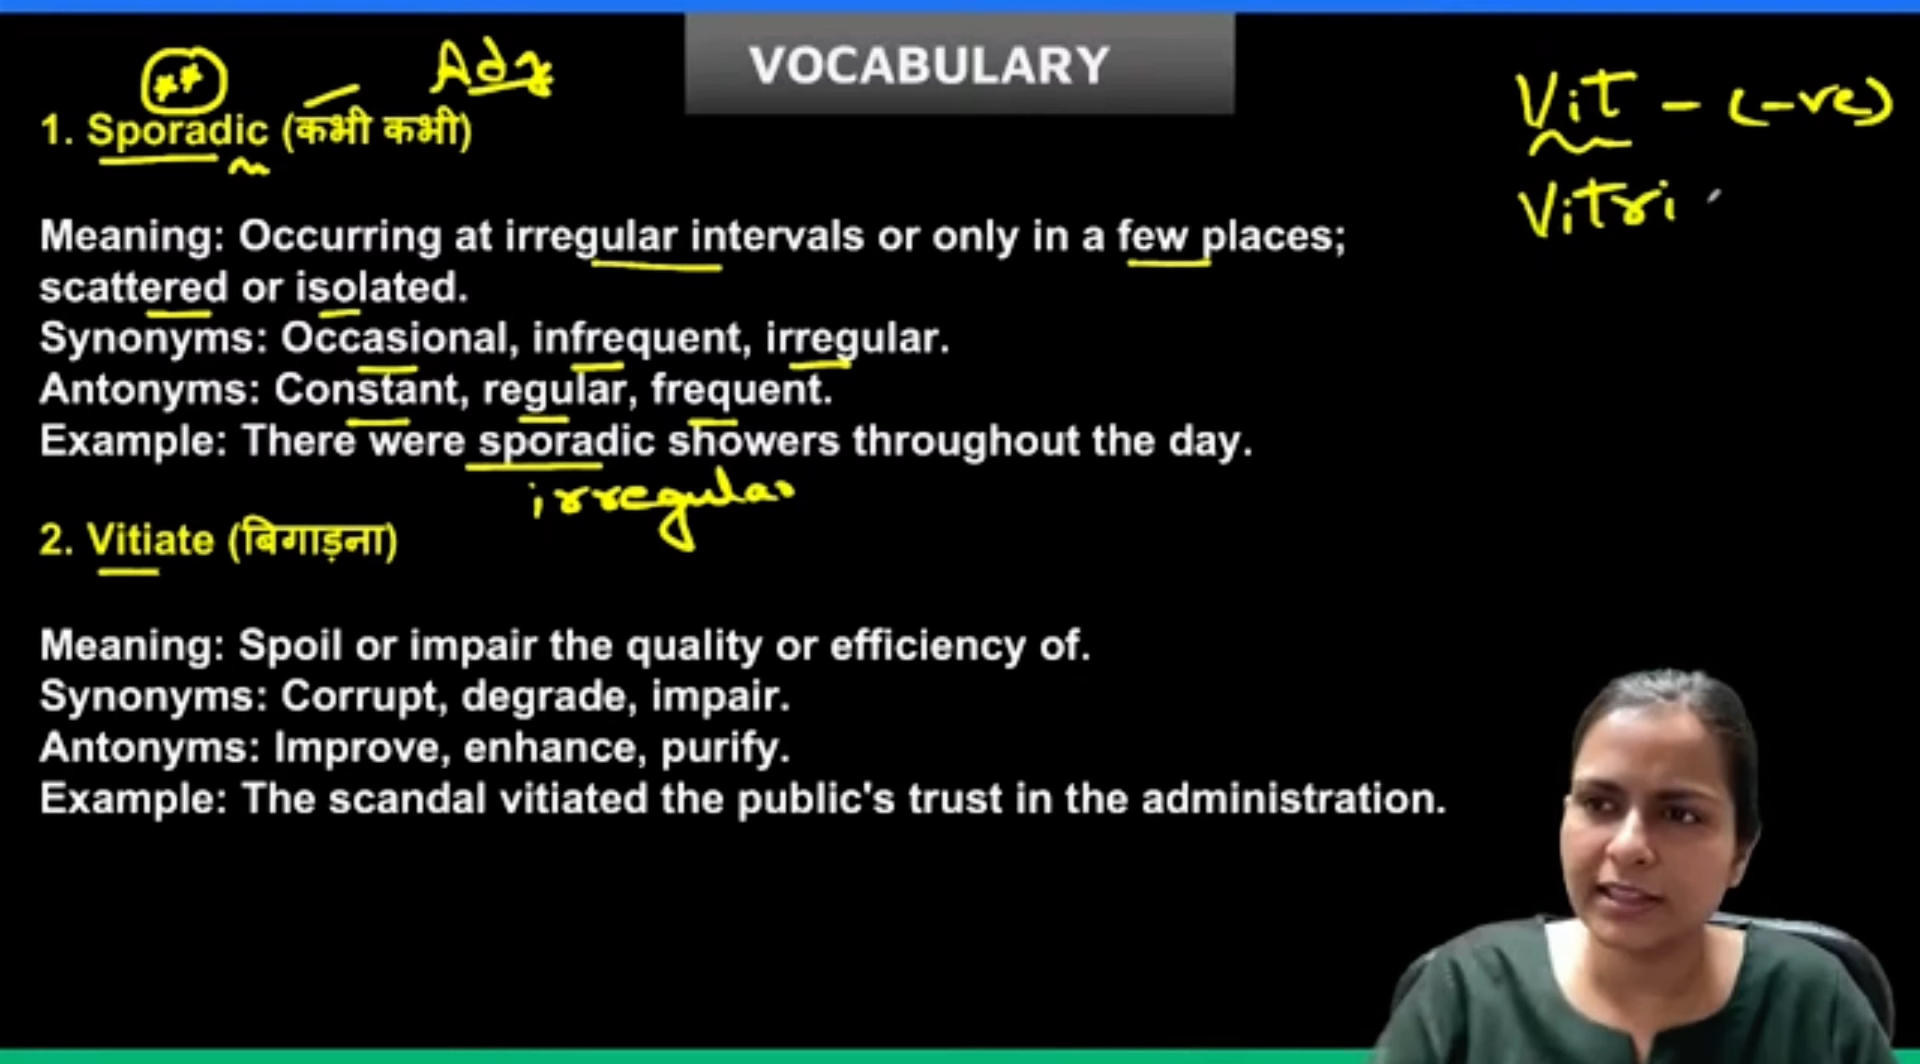 VOCABULARY
** Adj
1. Sporadic (कभी कभी)
Vit - (-ve)
Vitri
Meaning: Occurring at irregular intervals or only in a few places;
scattered or isolated.
Synonyms: Occasional, infrequent, irregular.
Antonyms: Constant, regular, frequent.
Example: There were sporadic showers throughout the day.
irregular
2. Vitiate (बिगाड़ना)
Meaning: Spoil or impair the quality or efficiency of.
Synonyms: Corrupt, degrade, impair.
Antonyms: Improve, enhance, purify.
Example: The scandal vitiated the public's trust in the administration.